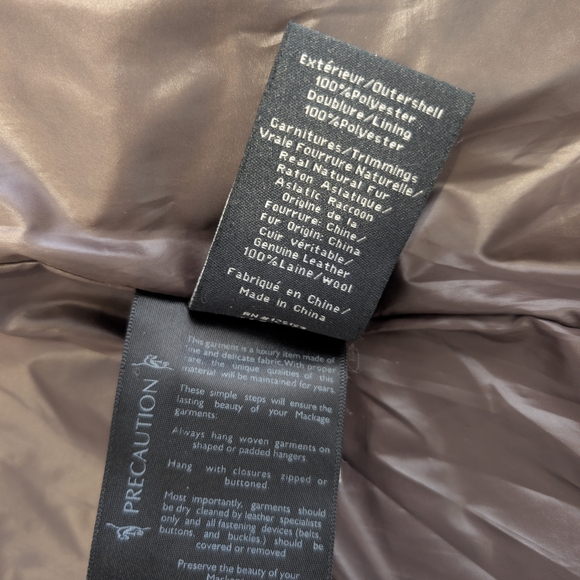 Extérieur/Outershell
100%Polyester
Doublure/Lining
100%Polyester
Garnitures/Trimmings
Vraie Fourrure Naturelle/
Real Natural Fur
Raton Asiatique/
Asiatic Raccoon
Origine de la
Fourrure: Chine/
Fur Origin: China
Cuir véritable/
Genuine Leather
100%Laine/Wool
Fabriqué en Chine/
Made in China
PRECAUTION
This garment is a luxury item made of
fine and delicate fabric. With proper
care, the unique qualities of this
material will be maintained for years.
These simple steps will ensure the
lasting beauty of your Mackage
garments.
Always hang woven garments on
shaped or padded hangers.
Hang with closures zipped or
buttoned
Most importantly, garments should
be dry cleaned by leather specialists
only and all fastening devices (belts,
buttons, and buckles,) should be
covered or removed
Preserve the beauty of your